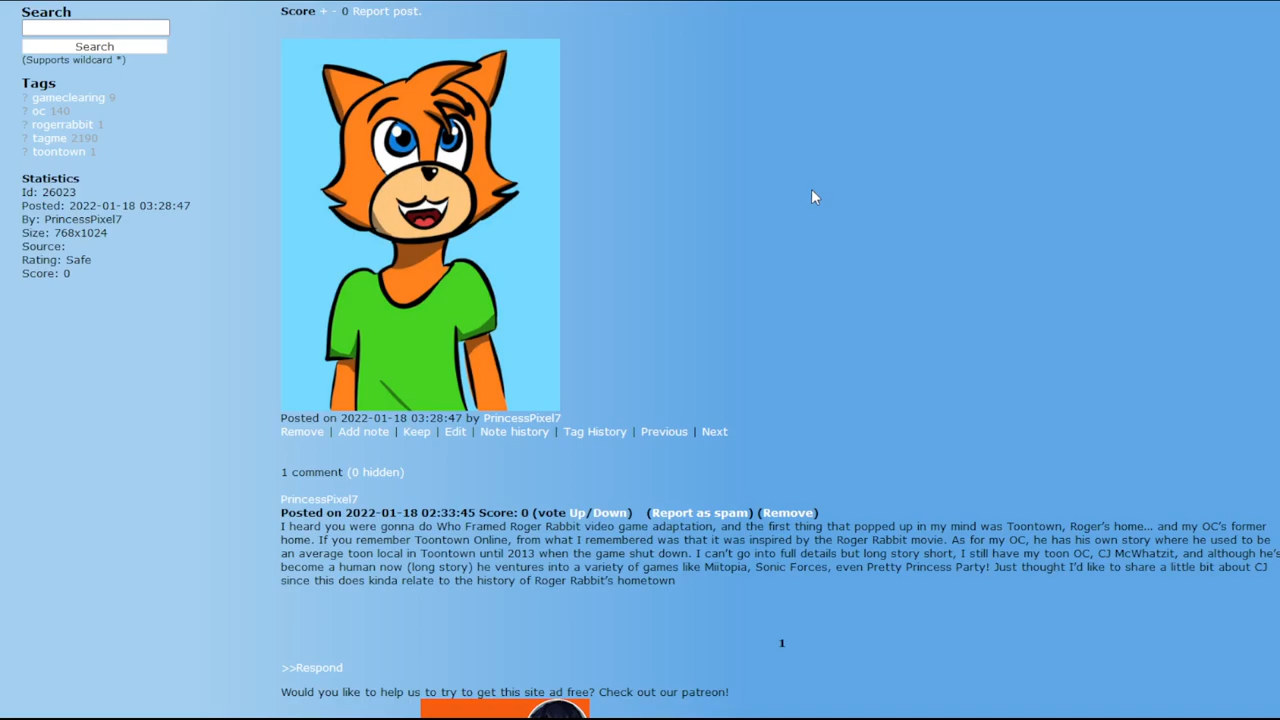 Search
Search
(Supports wildcard *)
Tags
? gameclearing 9
? oc 140
? rogerrabbit 1
? tagme 2190
? toontown 1
Statistics
Id: 26023
Posted: 2022-01-18 03:28:47
By: PrincessPixel7
Size: 768x1024
Source:
Rating: Safe
Score: 0
Score + - 0 Report post.
Posted on 2022-01-18 03:28:47 by PrincessPixel7
Remove | Add note | Keep | Edit | Note history | Tag History | Previous | Next
1 comment (0 hidden)
PrincessPixel7
Posted on 2022-01-18 02:33:45 Score: 0 (vote Up/Down) (Report as spam) (Remove)
I heard you were gonna do Who Framed Roger Rabbit video game adaptation, and the first thing that popped up in my mind was Toontown, Roger's home… and my OC's former
home. If you remember Toontown Online, from what I remembered was that it was inspired by the Roger Rabbit movie. As for my OC, he has his own story where he used to be
an average toon local in Toontown until 2013 when the game shut down. I can't go into full details but long story short, I still have my toon OC, CJ McWhatzit, and although he's
become a human now (long story) he ventures into a variety of games like Miitopia, Sonic Forces, even Pretty Princess Party! Just thought I'd like to share a little bit about CJ
since this does kinda relate to the history of Roger Rabbit's hometown
1
>>Respond
Would you like to help us to try to get this site ad free? Check out our patreon!